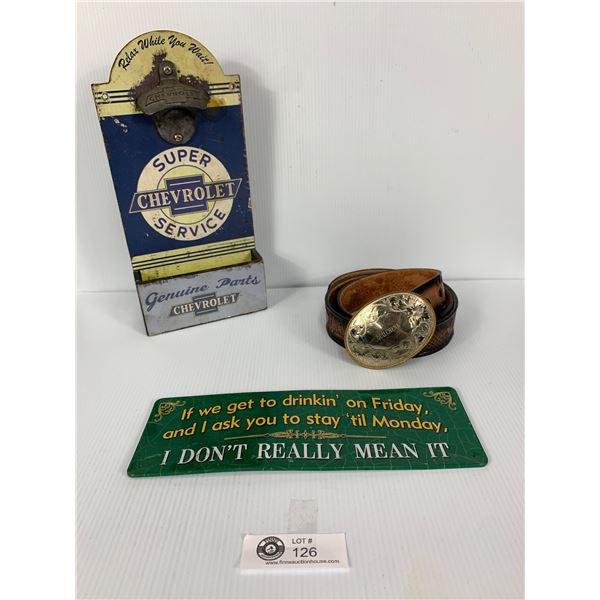 Relax While You Wait!
CHEVROLET
SUPER
CHEVROLET
SERVICE
Genuine Parts
CHEVROLET
If we get to drinkin' on Friday,
and I ask you to stay 'til Monday,
I DON'T REALLY MEAN IT
LOT #
126
www.finneauctionhouse.com